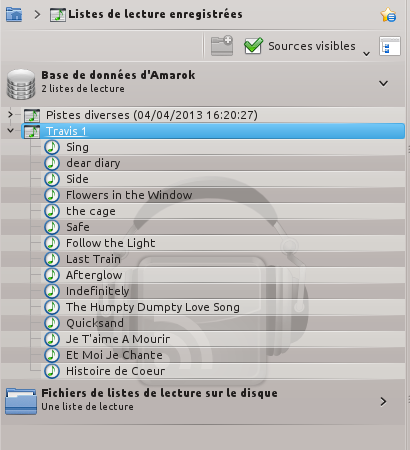 Listes de lecture enregistrées
Sources visibles
Base de données d'Amarok
2 listes de lecture
Pistes diverses (04/04/2013 16:20:27)
Travis 1
Sing
dear diary
Side
Flowers in the Window
the cage
Safe
Follow the Light
Last Train
Afterglow
Indefinitely
The Humpty Dumpty Love Song
Quicksand
Je T'aime A Mourir
Et Moi Je Chante
Histoire de Coeur
Fichiers de listes de lecture sur le disque
Une liste de lecture